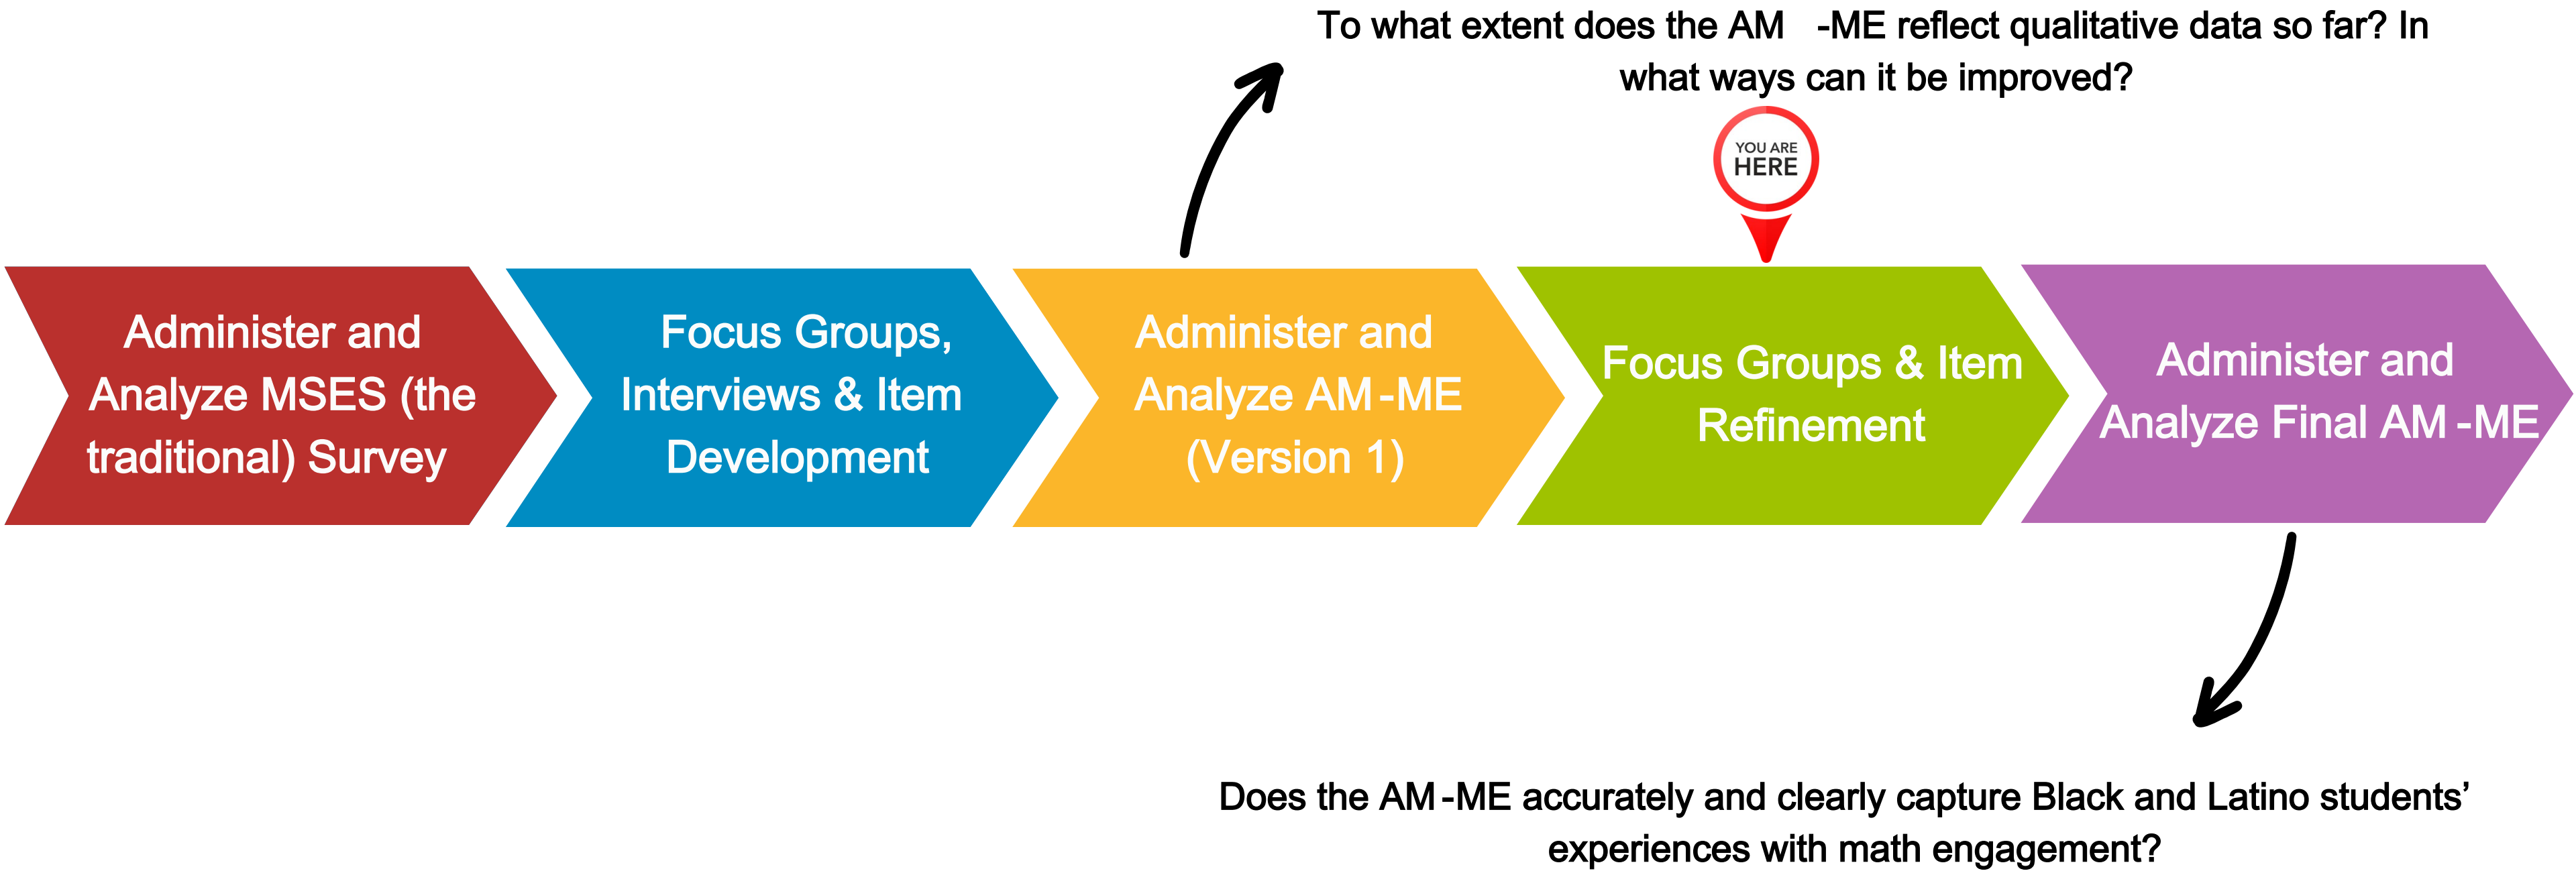 To what extent does the AM -ME reflect qualitative data so far? In
what ways can it be improved?
YOU ARE
HERE
Administer and
Analyze MSES (the
traditional) Survey
Focus Groups,
Interviews & Item
Development
Administer and
Analyze AM-ME
(Version 1)
Focus Groups & Item
Refinement
Administer and
Analyze Final AM-ME
Does the AM-ME accurately and clearly capture Black and Latino students’
experiences with math engagement?